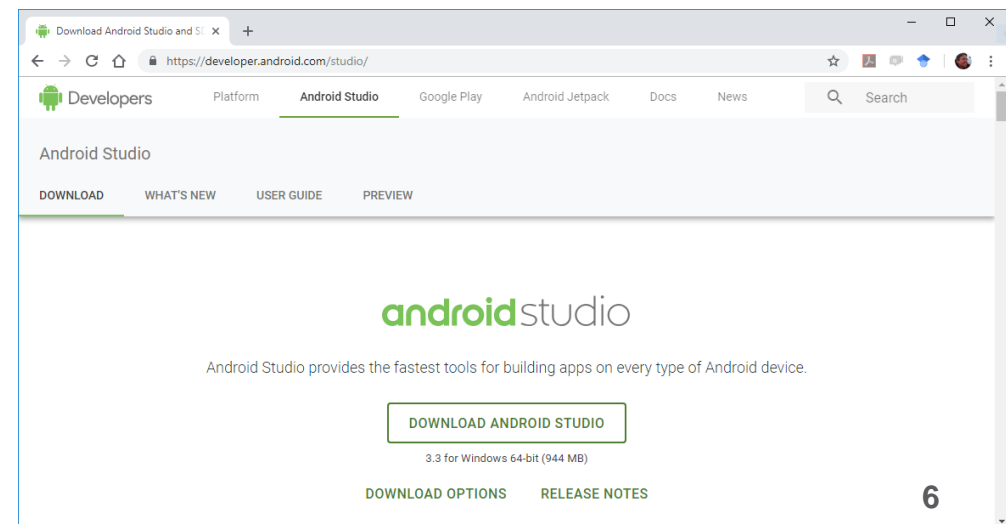 Download Android Studio and S
https://developer.android.com/studio/
Developers Platform Android Studio Google Play Android Jetpack Docs News Search
Android Studio
DOWNLOAD WHAT'S NEW USER GUIDE PREVIEW
androidstudio
Android Studio provides the fastest tools for building apps on every type of Android device.
DOWNLOAD ANDROID STUDIO
3.3 for Windows 64-bit (944 MB)
DOWNLOAD OPTIONS RELEASE NOTES
6